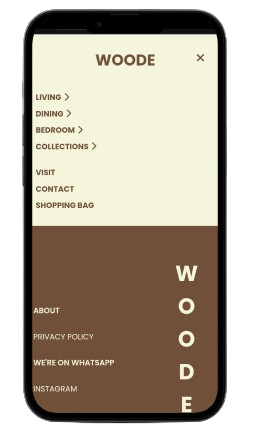 WOODE
×
LIVING >
DINING >
BEDROOM >
COLLECTIONS >
VISIT
CONTACT
SHOPPING BAG
ABOUT
PRIVACY POLICY
WE'RE ON WHATSAPP
INSTAGRAM
W
O
O
D
E